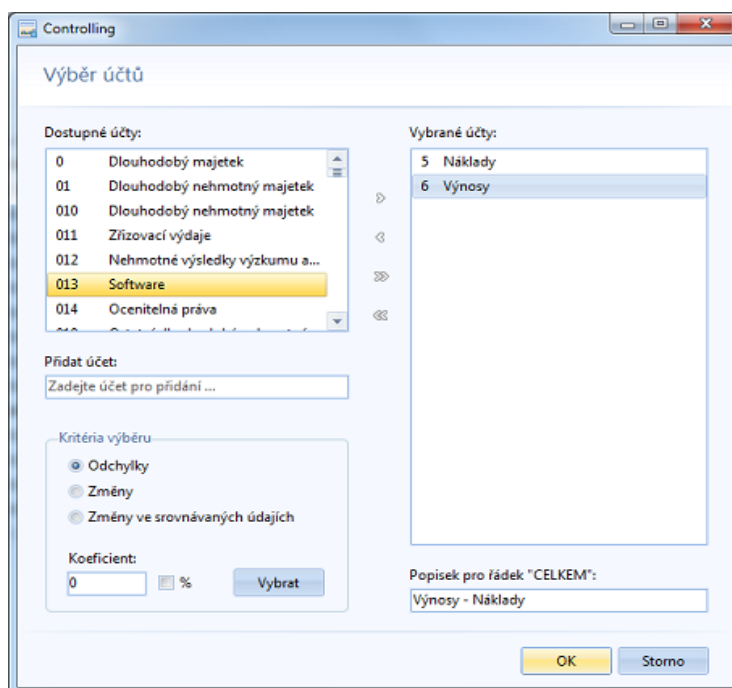 Controlling
Výběr účtů
Dostupné účty:
0 Dlouhodobý majetek
01 Dlouhodobý nehmotný majetek
010 Dlouhodobý nehmotný majetek
011 Zřizovací výdaje
012 Nehmotné výsledky výzkumu a...
013 Software
014 Ocenitelná práva
Přidat účet:
Zadejte účet pro přidání ...
Kritéria výběru
Odchylky
Změny
Změny ve srovnávaných údajích
Koeficient:
0 %
Vybrat
Vybrané účty:
5 Náklady
6 Výnosy
Popisek pro řádek "CELKEM":
Výnosy - Náklady
OK
Storno